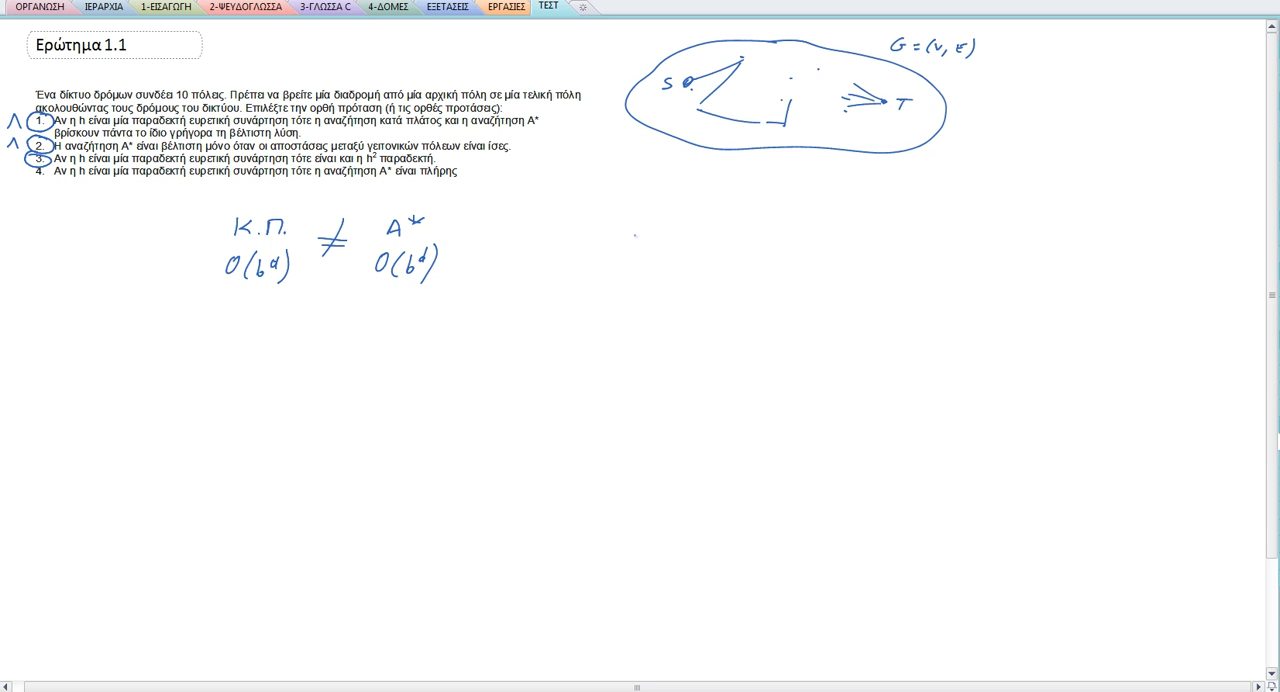 ΟΡΓΑΝΩΣΗ ΙΕΡΑΡΧΙΑ 1-ΕΙΣΑΓΩΓΗ 2-ΨΕΥΔΟΓΛΩΣΣΑ 3-ΓΛΩΣΣΑ C 4-ΔΟΜΕΣ ΕΞΕΤΑΣΕΙΣ ΕΡΓΑΣΙΕΣ ΤΕΣΤ
Ερώτημα 1.1
G = (V, E)
S
T
Ένα δίκτυο δρόμων συνδέει 10 πόλεις. Πρέπει να βρείτε μία διαδρομή από μία αρχική πόλη σε μία τελική πόλη
ακολουθώντας τους δρόμους του δικτύου. Επιλέξτε την ορθή πρόταση (ή τις ορθές προτάσεις):
Λ 1. Αν η h είναι μία παραδεκτή ευρετική συνάρτηση τότε η αναζήτηση κατά πλάτος και η αναζήτηση Α*
βρίσκουν πάντα το ίδιο γρήγορα τη βέλτιστη λύση.
Λ 2. Η αναζήτηση Α* είναι βέλτιστη μόνο όταν οι αποστάσεις μεταξύ γειτονικών πόλεων είναι ίσες.
3. Αν η h είναι μία παραδεκτή ευρετική συνάρτηση τότε είναι και η h² παραδεκτή.
4. Αν η h είναι μία παραδεκτή ευρετική συνάρτηση τότε η αναζήτηση Α* είναι πλήρης
Κ.Π. ≠ Α*
O(b^d) O(b^d)